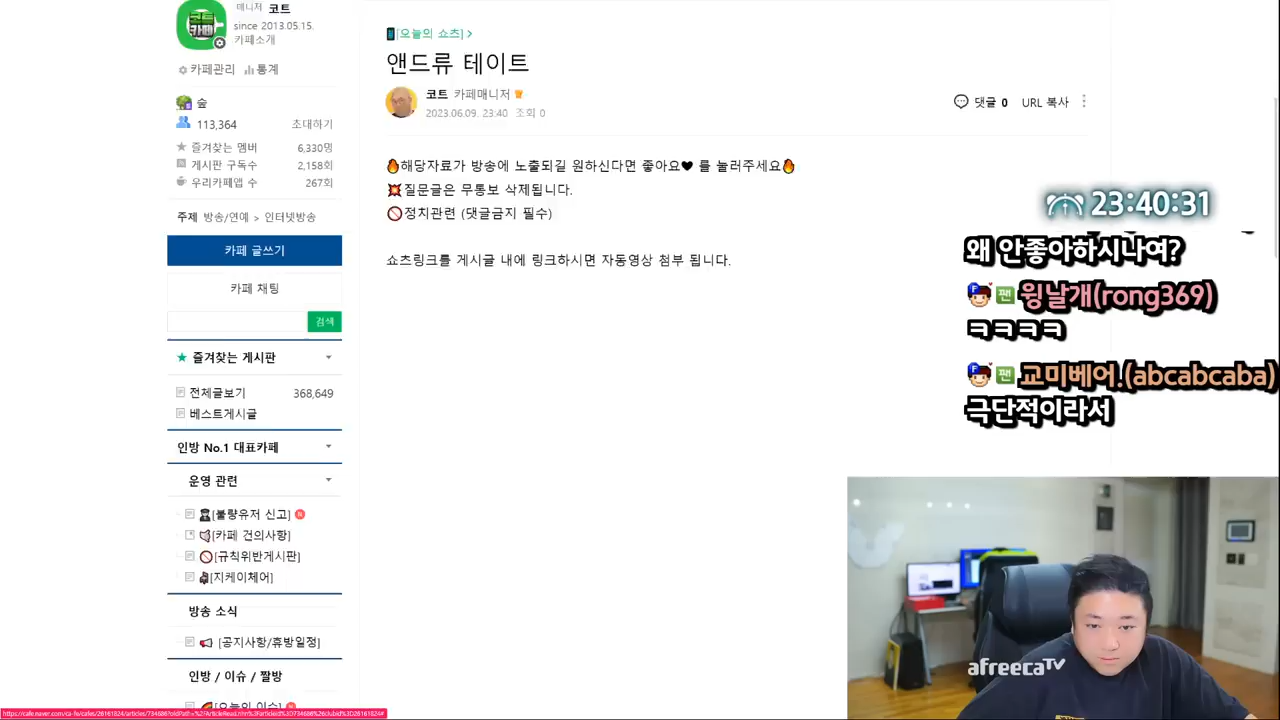 매니저 코트
since 2013.05.15.
카페소개
카페관리 통계
숲
113,364 초대하기
즐겨찾는 멤버 6,330명
게시판 구독수 2,158회
우리카페앱 수 267회
주제 방송/연예 > 인터넷방송
카페 글쓰기
카페 채팅
검색
즐겨찾는 게시판
전체글보기 368,649
베스트게시글
인방 No.1 대표카페
운영 관련
[불량유저 신고] N
[카페 건의사항]
[규칙위반게시판]
[지케이체어]
방송 소식
[공지사항/휴방일정]
인방 / 이슈 / 짤방
[오늘의 이슈] N
[오늘의 쇼츠] >
앤드류 테이트
코트 카페매니저
2023.06.09. 23:40 조회 0
댓글 0 URL 복사
해당자료가 방송에 노출되길 원하신다면 좋아요🖤 를 눌러주세요
질문글은 무통보 삭제됩니다.
정치관련 (댓글금지 필수)
쇼츠링크를 게시글 내에 링크하시면 자동영상 첨부 됩니다.
23:40:31
왜 안좋아하시나여?
F 팬 윙날개(rong369)
ㅋㅋㅋㅋ
F 팬 교미베어.(abcabcaba)
극단적이라서
afreecaTV